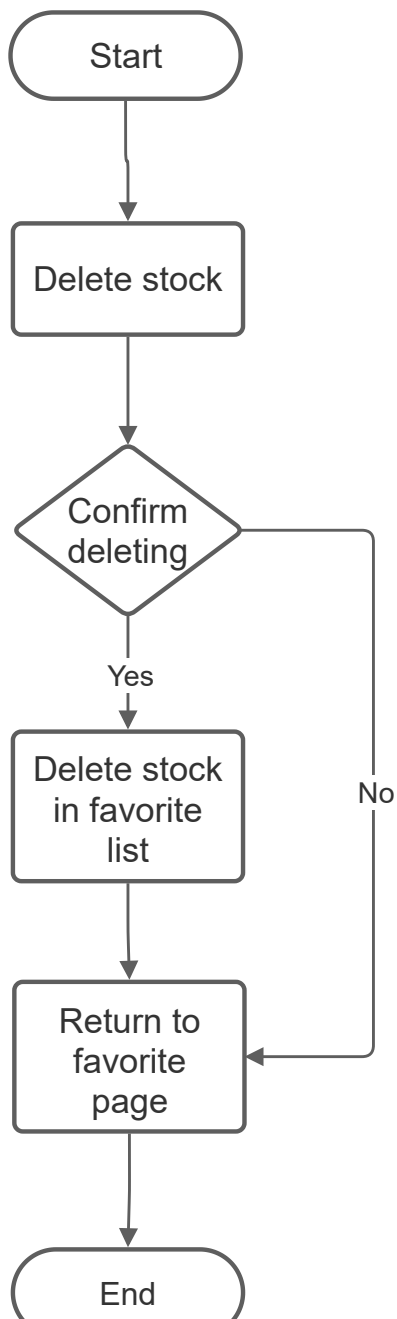 Start
Delete stock
Confirm
deleting
Yes
Delete stock
in favorite
list
No
Return to
favorite
page
End